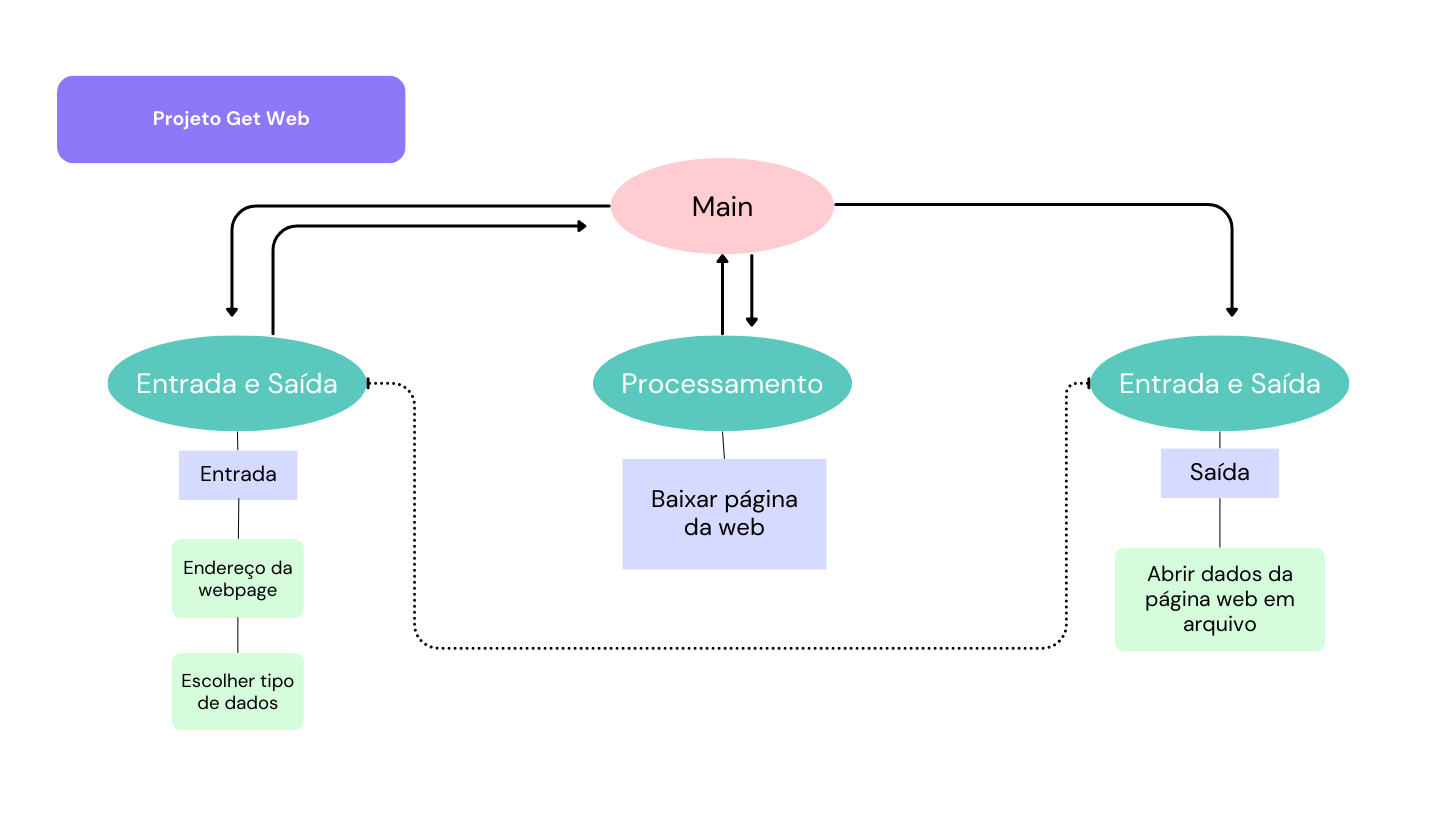 Projeto Get Web
Main
Entrada e Saída
Processamento
Entrada e Saída
Entrada
Baixar página
da web
Saída
Endereço da
webpage
Abrir dados da
página web em
arquivo
Escolher tipo
de dados